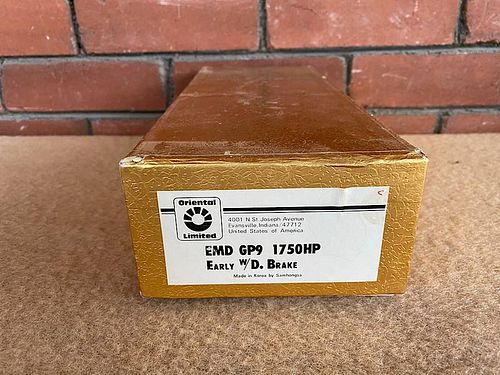 Oriental
Limited
4001 N St. Joseph Avenue
Evansville, Indiana/47712
United States of America
EMD GP9 1750HP
EARLY W/D. BRAKE
Made in Korea by Samhongsa